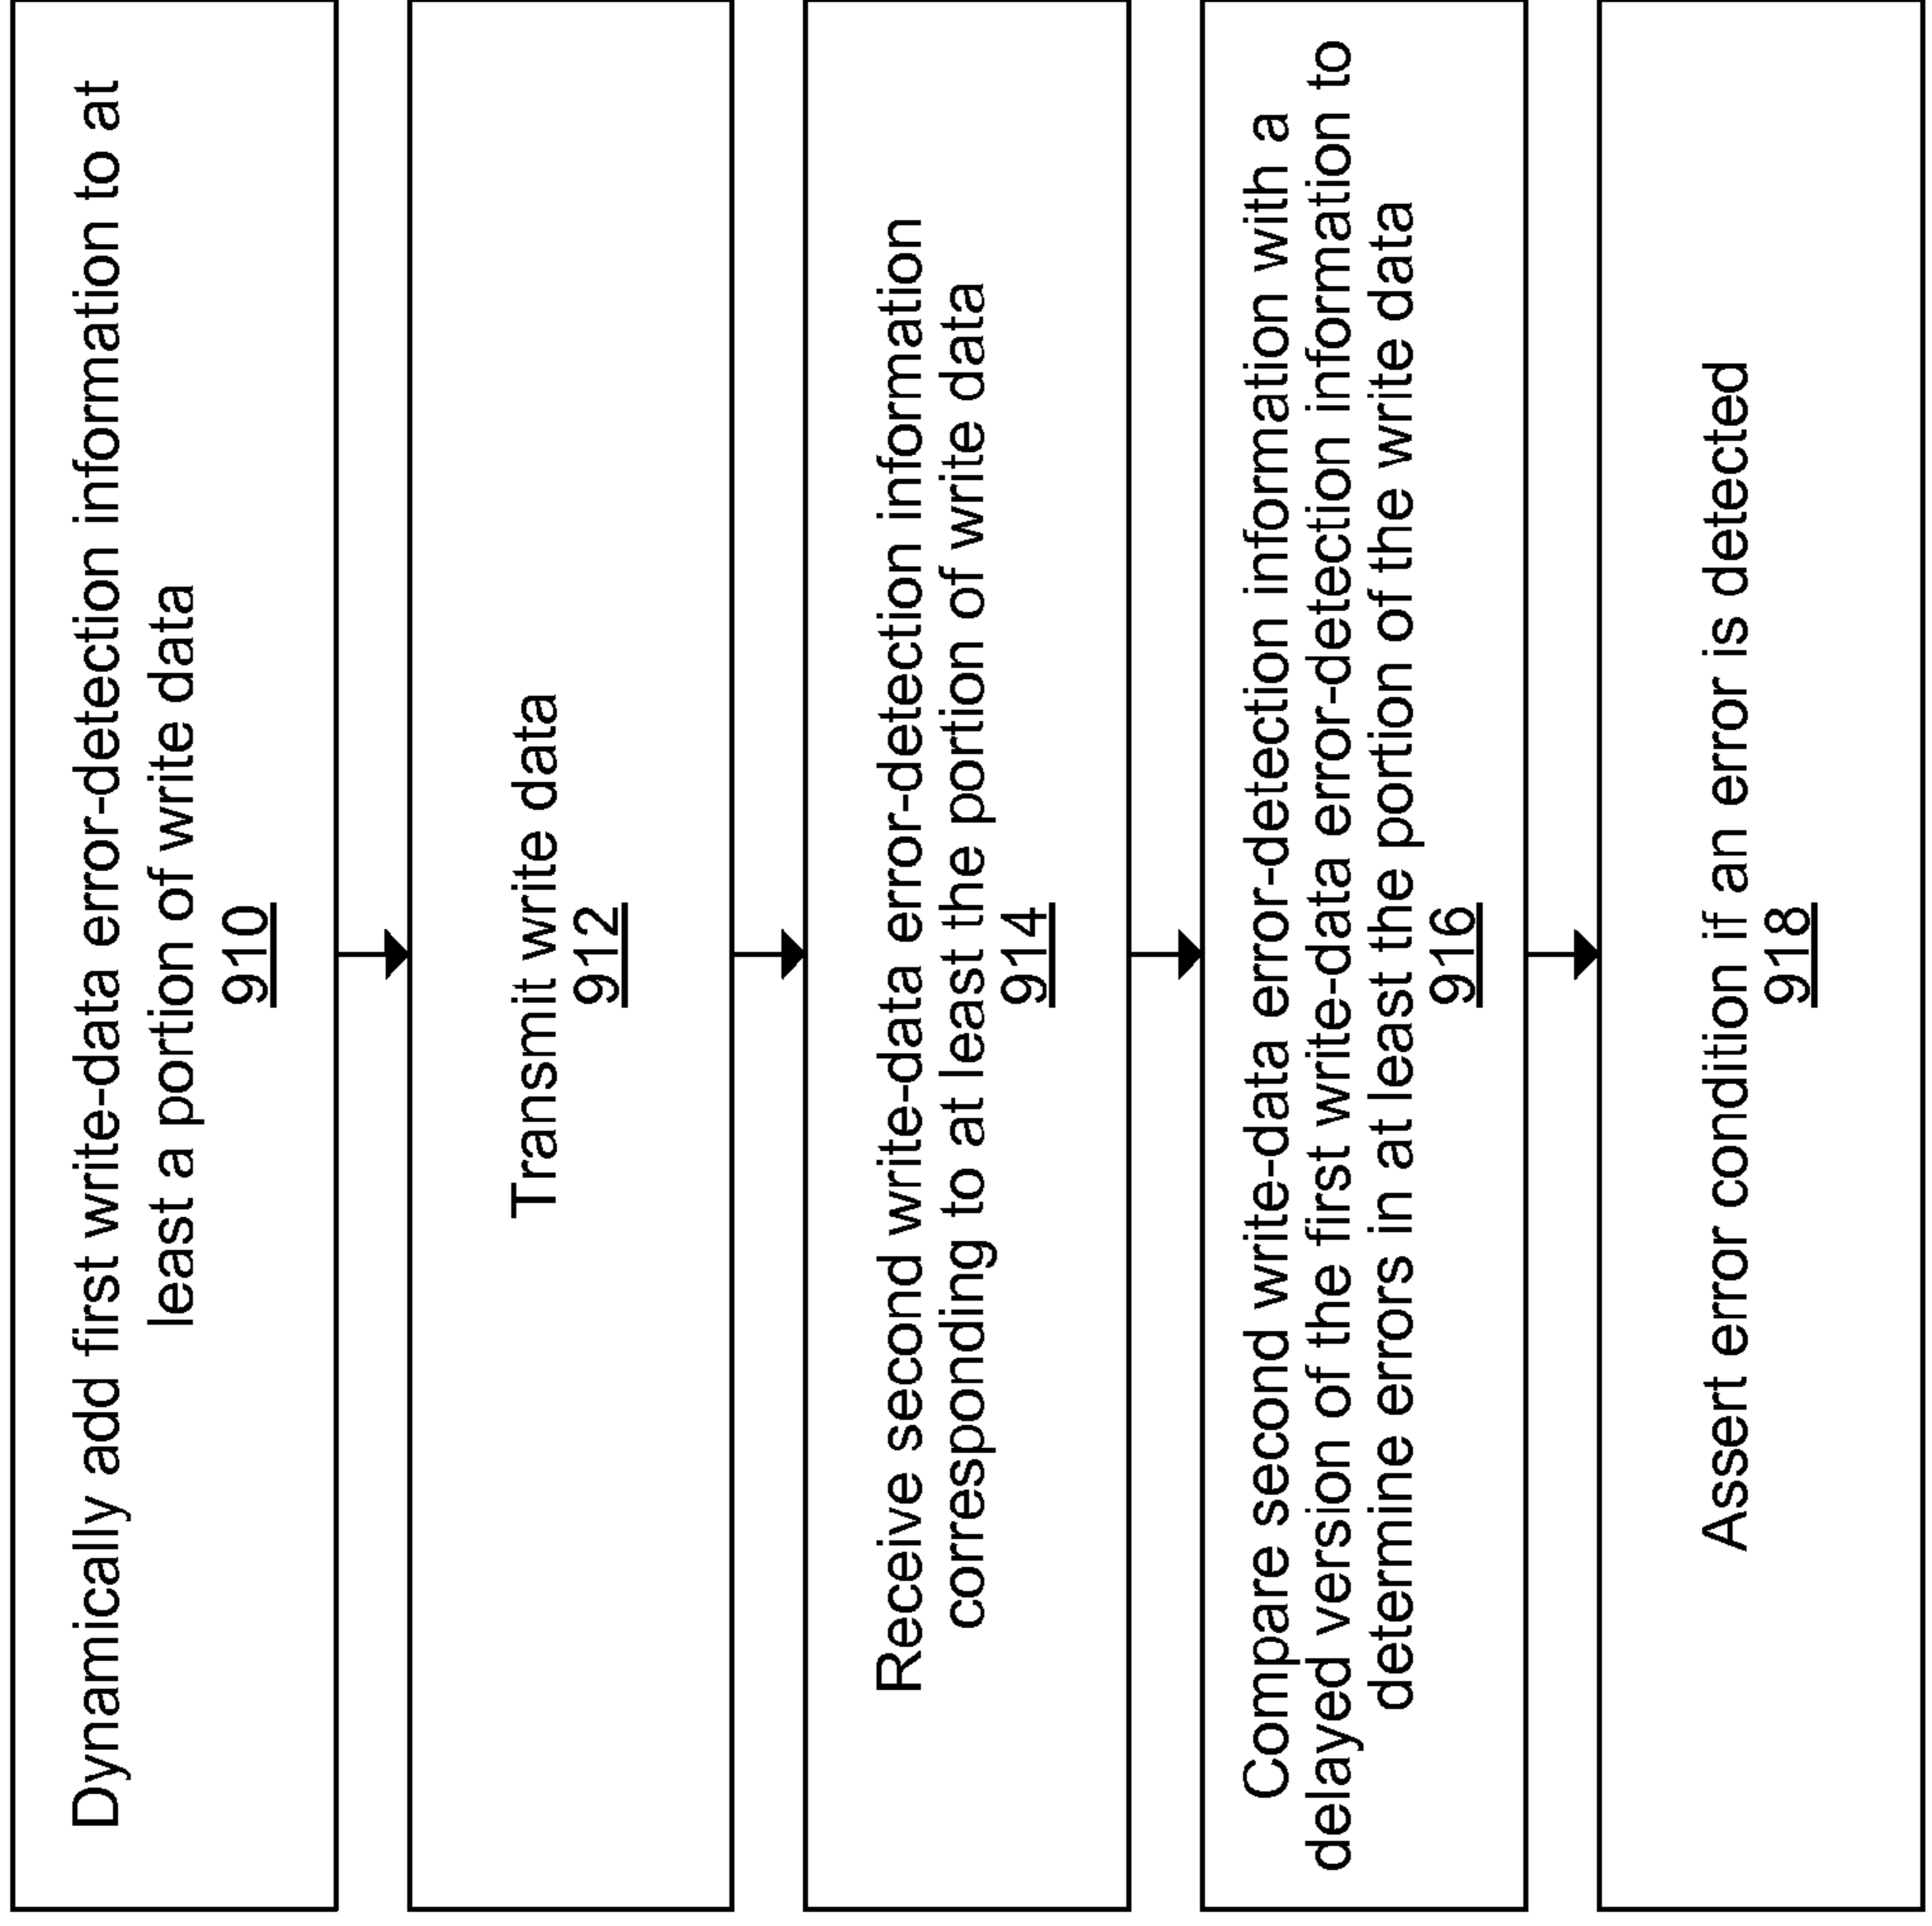 Dynamically add first write-data error-detection information to at
least a portion of write data
910
Transmit write data
912
Receive second write-data error-detection information
corresponding to at least the portion of write data
914
Compare second write-data error-detection information with a
delayed version of the first write-data error-detection information to
determine errors in at least the portion of the write data
916
Assert error condition if an error is detected
918